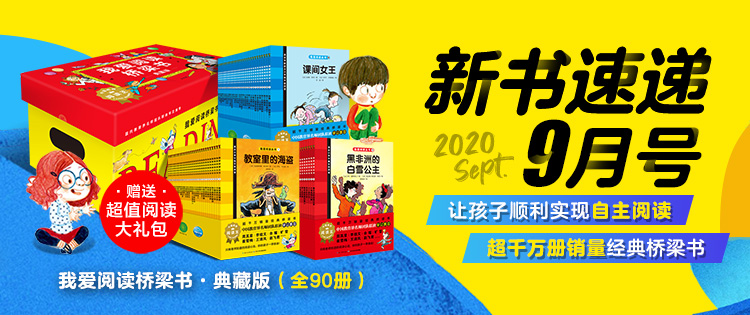 新书速递
2020
Sept.
9月号
让孩子顺利实现自主阅读
超千万册销量经典桥梁书
课间女王
教室里的海盗
黑非洲的
白雪公主
赠送
超值阅读
大礼包
我爱阅读桥梁书·典藏版(全90册)